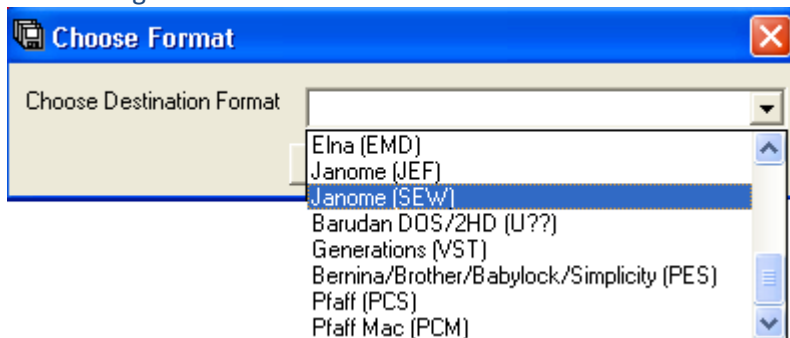 Choose Format
Choose Destination Format
Elna (EMD)
Janome (JEF)
Janome (SEW)
Barudan DOS/2HD (U??)
Generations (VST)
Bernina/Brother/Babylock/Simplicity (PES)
Pfaff (PCS)
Pfaff Mac (PCM)